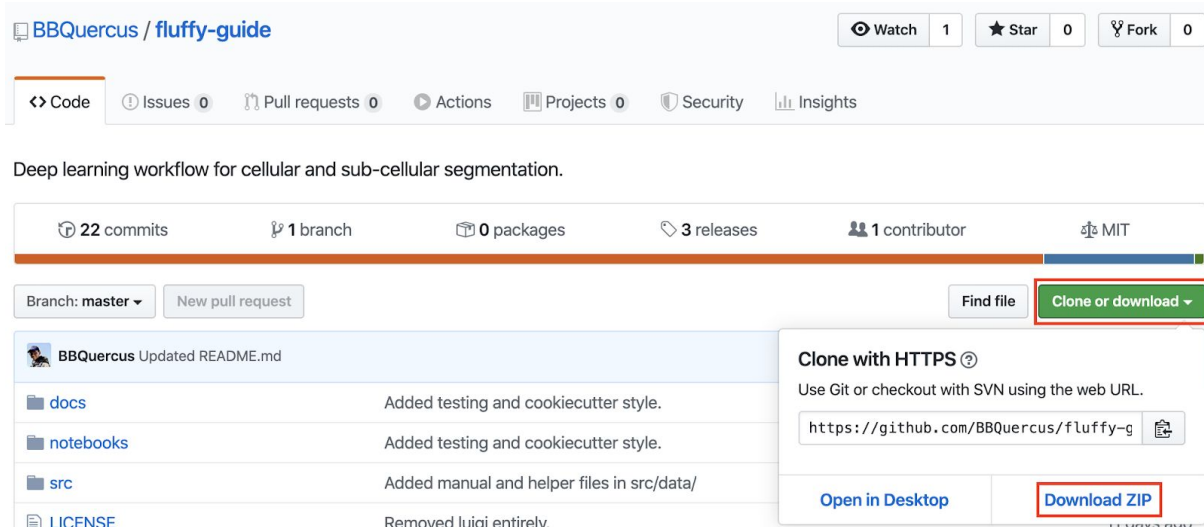 BBQuercus / fluffy-guide
Watch 1 Star 0 Fork 0
Code Issues 0 Pull requests 0 Actions Projects 0 Security Insights
Deep learning workflow for cellular and sub-cellular segmentation.
22 commits 1 branch 0 packages 3 releases 1 contributor MIT
Branch: master New pull request Find file Clone or download
BBQuercus Updated README.md
Clone with HTTPS ?
Use Git or checkout with SVN using the web URL.
docs Added testing and cookiecutter style.
https://github.com/BBQuercus/fluffy-g
notebooks Added testing and cookiecutter style.
src Added manual and helper files in src/data/
Open in Desktop Download ZIP
LICENSE Removed luigi entirely. 11 days ago